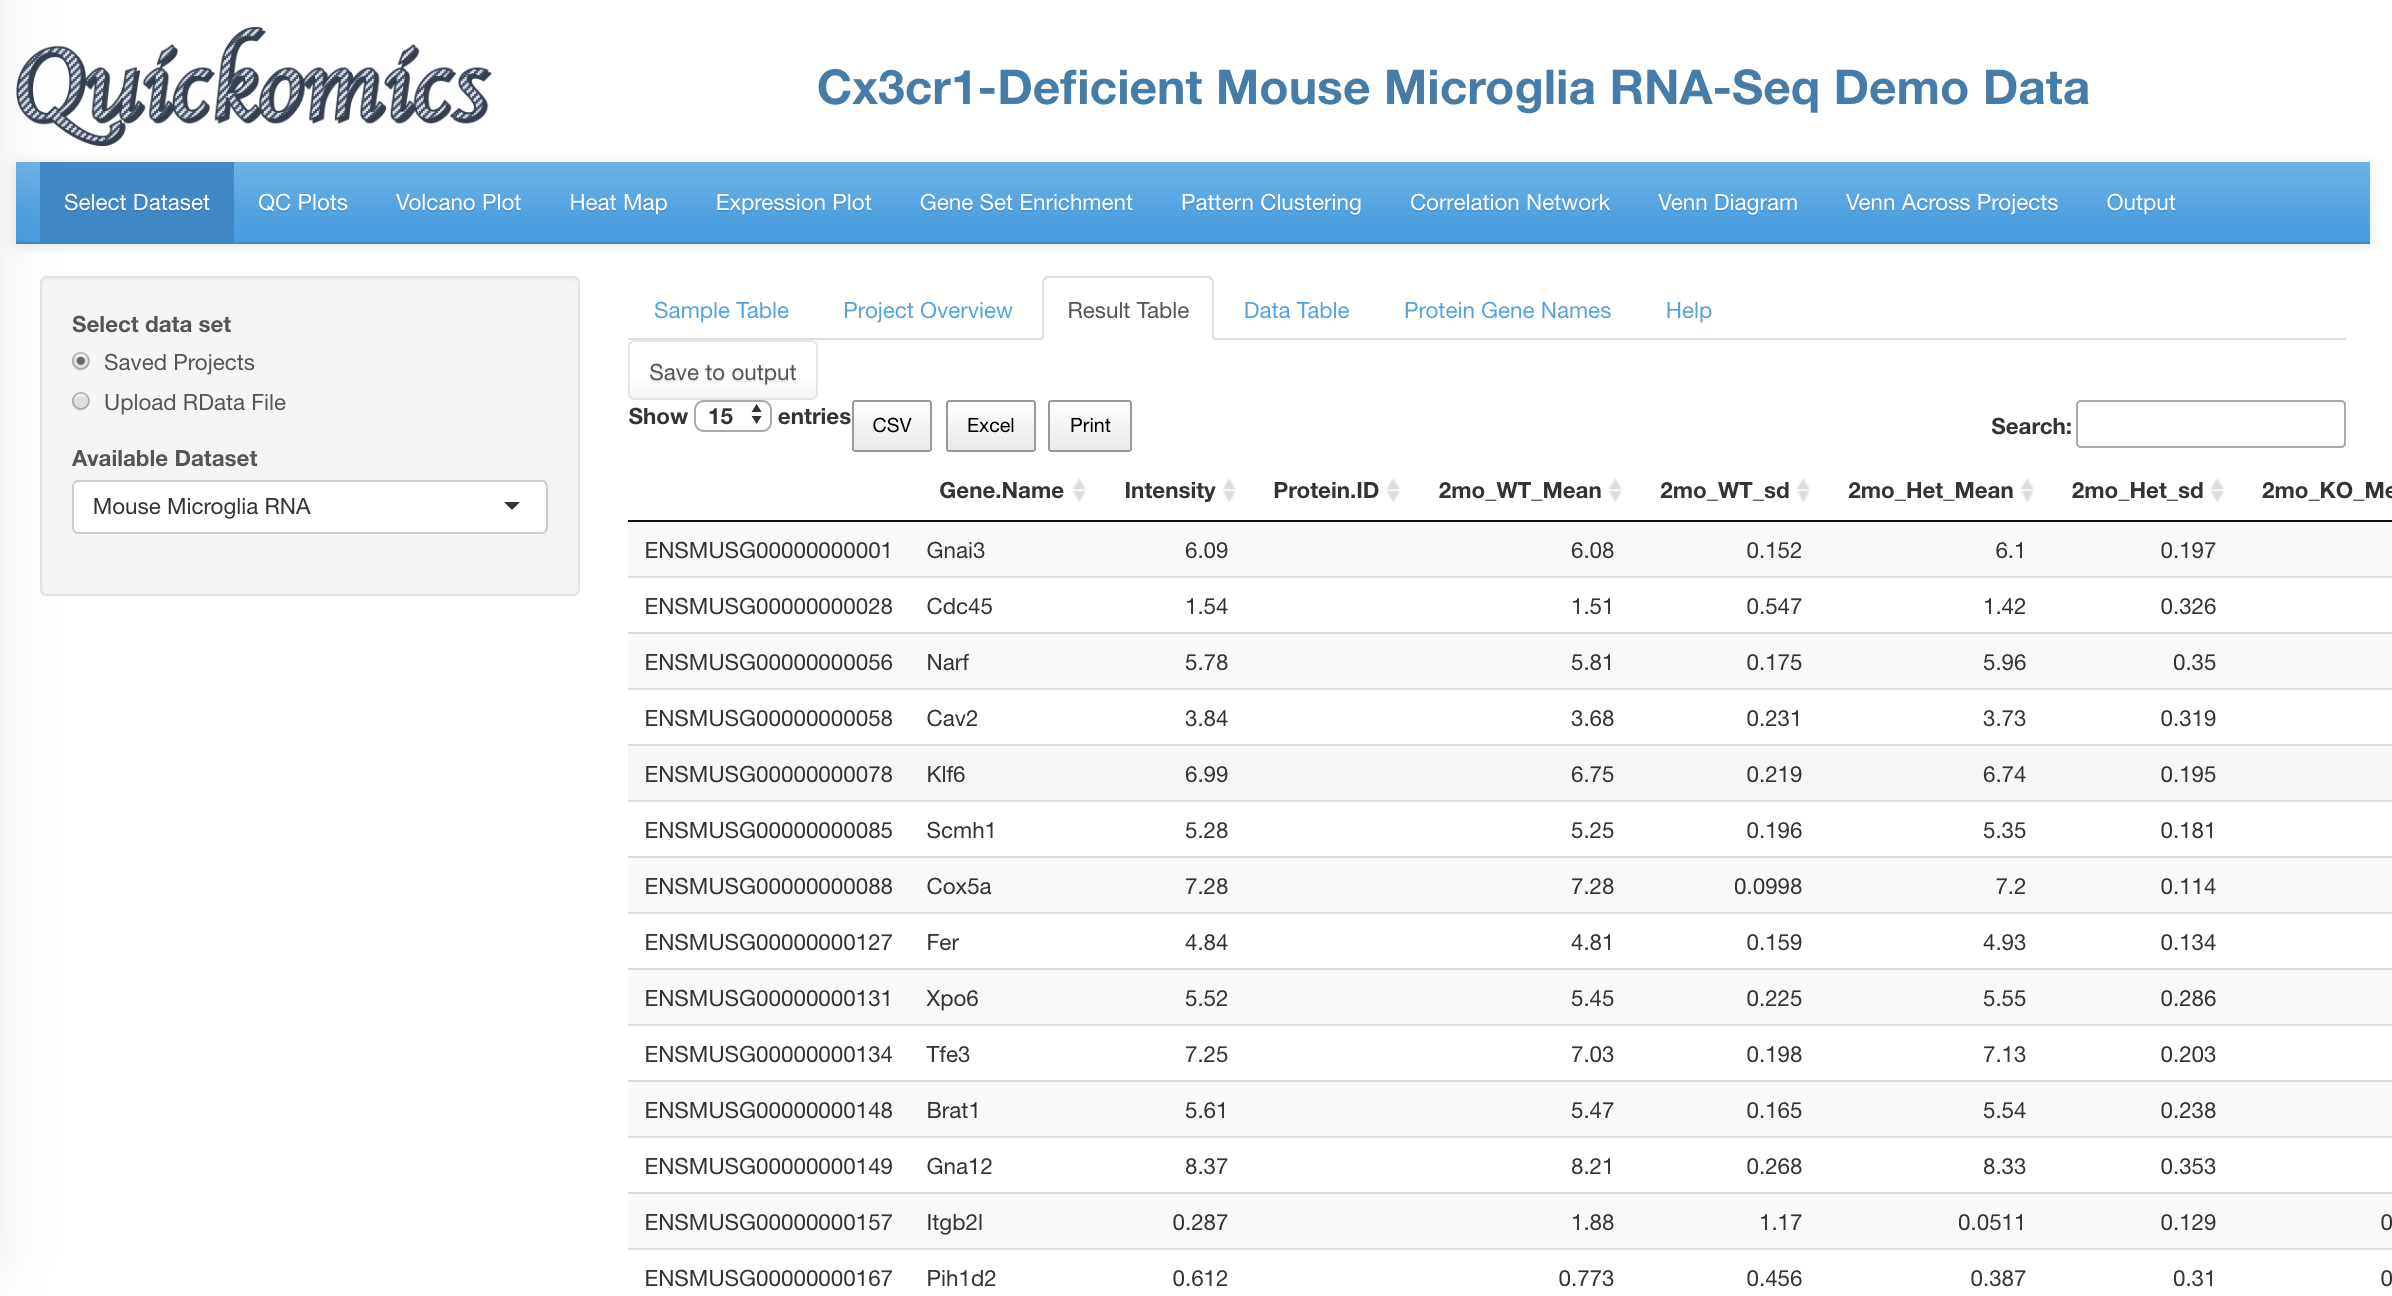 Quickomics
Cx3cr1-Deficient Mouse Microglia RNA-Seq Demo Data
Select Dataset QC Plots Volcano Plot Heat Map Expression Plot Gene Set Enrichment Pattern Clustering Correlation Network Venn Diagram Venn Across Projects Output
Select data set
Saved Projects
Upload RData File
Available Dataset
Mouse Microglia RNA
Sample Table Project Overview Result Table Data Table Protein Gene Names Help
Save to output
Show 15 entries CSV Excel Print Search:
Gene.Name Intensity Protein.ID 2mo_WT_Mean 2mo_WT_sd 2mo_Het_Mean 2mo_Het_sd 2mo_KO_Me
ENSMUSG00000000001 Gnai3 6.09 6.08 0.152 6.1 0.197
ENSMUSG00000000028 Cdc45 1.54 1.51 0.547 1.42 0.326
ENSMUSG00000000056 Narf 5.78 5.81 0.175 5.96 0.35
ENSMUSG00000000058 Cav2 3.84 3.68 0.231 3.73 0.319
ENSMUSG00000000078 Klf6 6.99 6.75 0.219 6.74 0.195
ENSMUSG00000000085 Scmh1 5.28 5.25 0.196 5.35 0.181
ENSMUSG00000000088 Cox5a 7.28 7.28 0.0998 7.2 0.114
ENSMUSG00000000127 Fer 4.84 4.81 0.159 4.93 0.134
ENSMUSG00000000131 Xpo6 5.52 5.45 0.225 5.55 0.286
ENSMUSG00000000134 Tfe3 7.25 7.03 0.198 7.13 0.203
ENSMUSG00000000148 Brat1 5.61 5.47 0.165 5.54 0.238
ENSMUSG00000000149 Gna12 8.37 8.21 0.268 8.33 0.353
ENSMUSG00000000157 Itgb2l 0.287 1.88 1.17 0.0511 0.129 0
ENSMUSG00000000167 Pih1d2 0.612 0.773 0.456 0.387 0.31 0